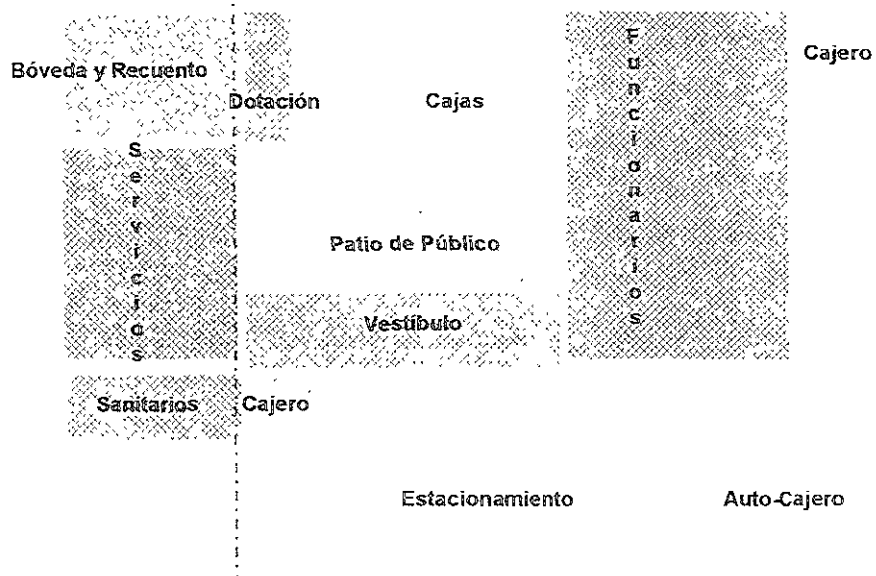 Bóveda y Recuento
Dotación
Cajas
Funcionarios
Cajero
Servicios
Patio de Público
Vestíbulo
Sanitarios
Cajero
Estacionamiento
Auto-Cajero